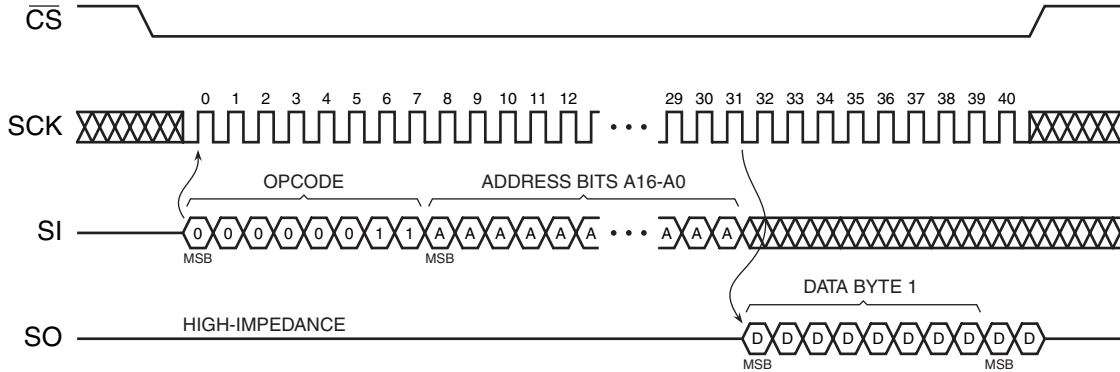 CS
0 1 2 3 4 5 6 7 8 9 10 11 12 29 30 31 32 33 34 35 36 37 38 39 40
SCK
OPCODE ADDRESS BITS A16-A0
SI 0 0 0 0 0 0 1 1 A A A A A A A A A
MSB MSB
DATA BYTE 1
HIGH-IMPEDANCE
SO D D D D D D D D D D
MSB MSB